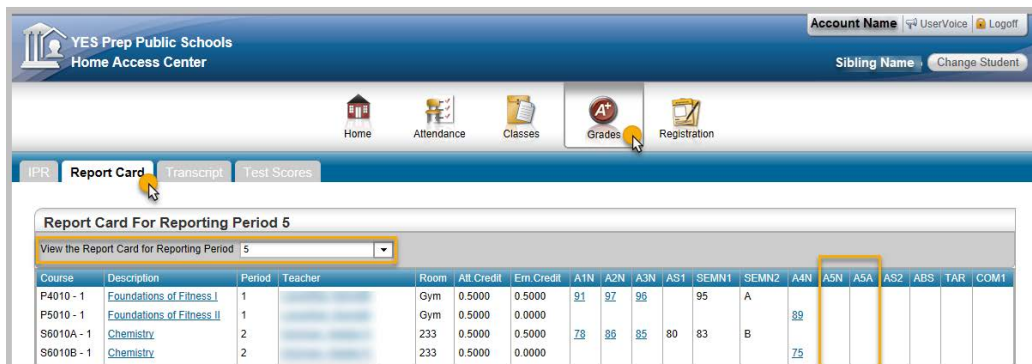 Account Name UserVoice Logoff
YES Prep Public Schools
Home Access Center
Sibling Name Change Student
Home Attendance Classes Grades Registration
IPR Report Card Transcript Test Scores
Report Card For Reporting Period 5
View the Report Card for Reporting Period 5
Course Description Period Teacher Room Att.Credit Ern.Credit A1N A2N A3N AS1 SEMN1 SEMN2 A4N A5N A5A AS2 ABS TAR COM1
P4010 - 1 Foundations of Fitness I 1 Gym 0.5000 0.5000 91 97 96 95 A
P5010 - 1 Foundations of Fitness II 1 Gym 0.5000 0.0000 89
S6010A - 1 Chemistry 2 233 0.5000 0.5000 78 86 85 80 83 B
S6010B - 1 Chemistry 2 233 0.5000 0.0000 75